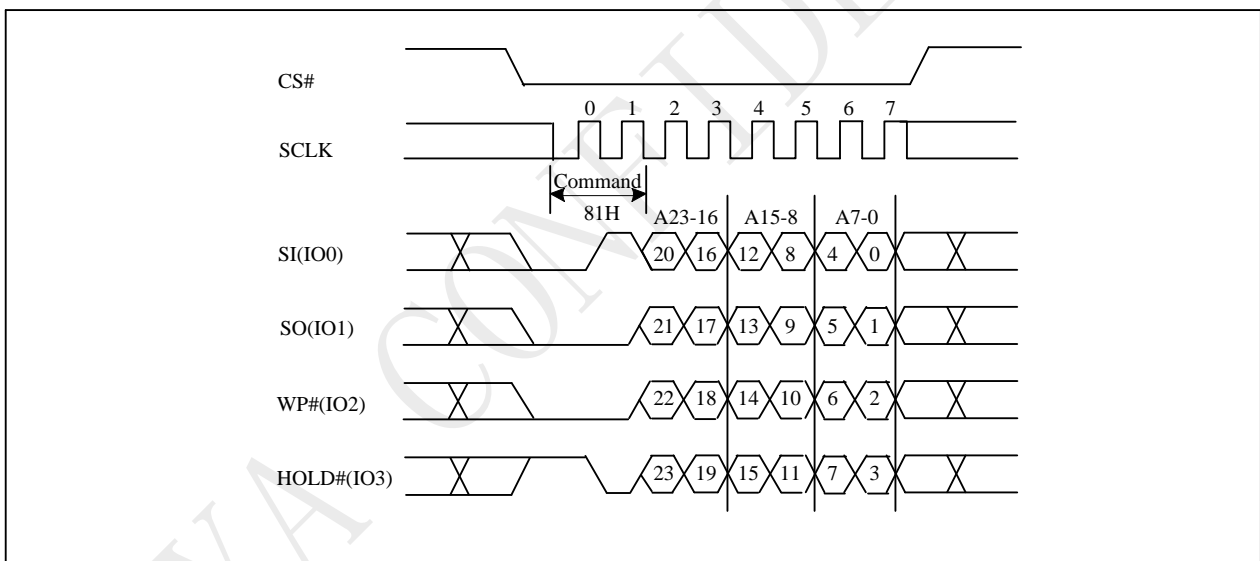 CS#
0 1 2 3 4 5 6 7
SCLK
Command
81H
A23-16 A15-8 A7-0
SI(IO0) 20 16 12 8 4 0
SO(IO1) 21 17 13 9 5 1
WP#(IO2) 22 18 14 10 6 2
HOLD#(IO3) 23 19 15 11 7 3